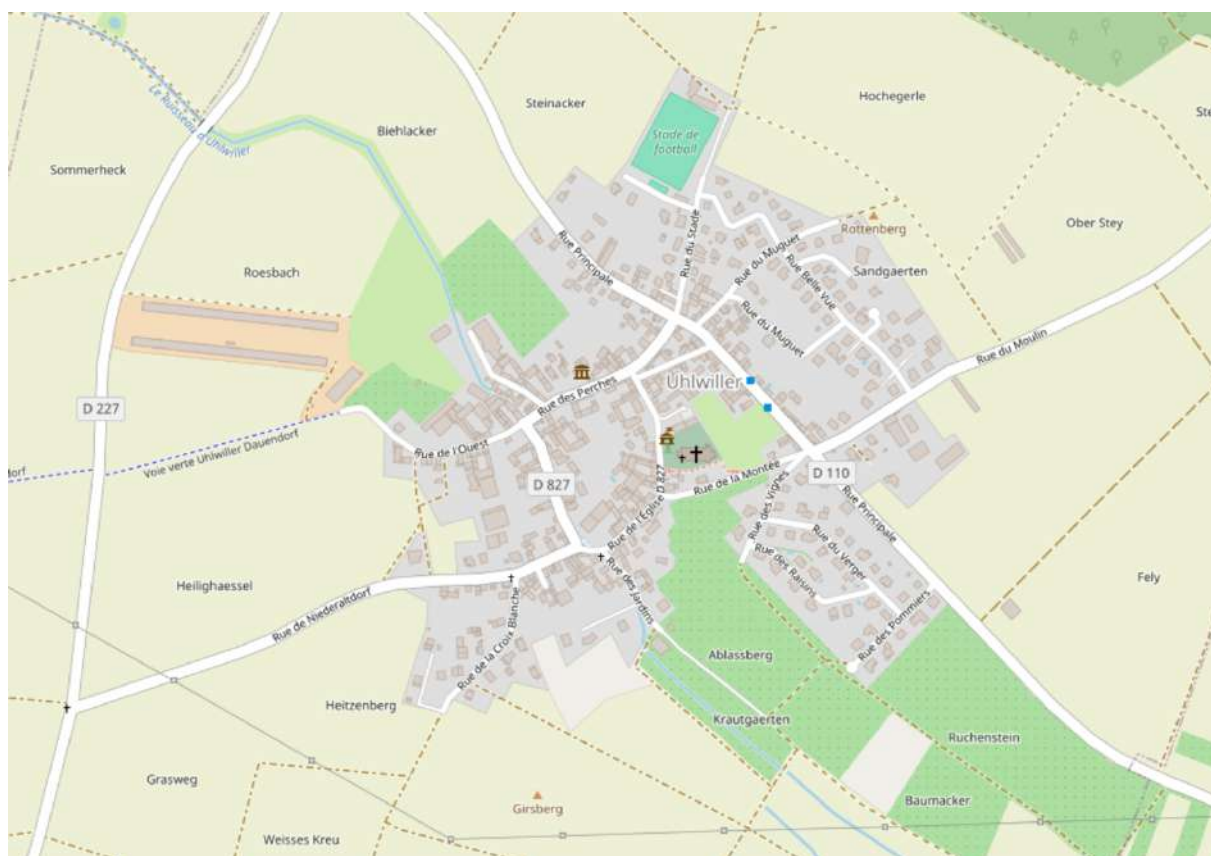 Steinacker
Hochegerle
Ste
Le Ruisseau d'Uhlwiller
Biehlacker
Stade de
football
Sommerheck
Ober Stey
Rottenberg
Rue du Stade
Rue du Muguet
Rue Principale
Roesbach
Sandgaerten
Rue Belle Vue
Rue du Muguet
Rue du Moulin
Uhlwiller
Rue des Perches
D 227
Rue de l'Ouest
Voie verte Uhlwiller Dauendorf
dorf
D 827
D 827
Rue de la Montée
D 110
Rue Principale
Rue de l'Église
Rue des Vignes
Rue du Verger
Rue des Raisins
Fely
Heilighaessel
Rue de Niederaltdorf
Rue des Jardins
Rue de la Croix Blanche
Rue des Pommiers
Ablassberg
Heitzenberg
Krautgaerten
Ruchenstein
Grasweg
Girsberg
Baumacker
Weisses Kreu